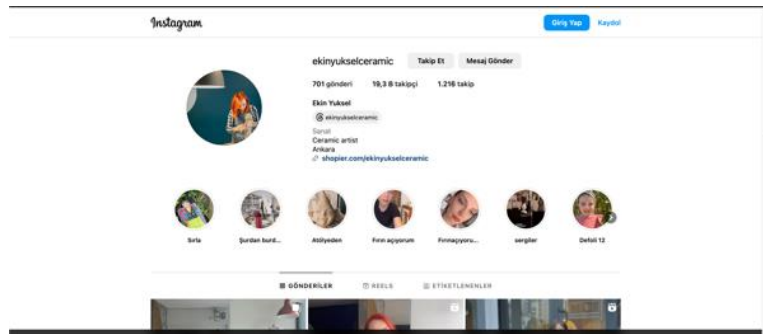 Instagram
Giriş Yap Kaydol
ekinyukselceramic Takip Et Mesaj Gönder
701 gönderi 19,3 B takipçi 1.216 takip
Ekin Yuksel
ekinyukselceramic
Sanat
Ceramic artist
Ankara
shopier.com/ekinyukselceramic
Sırla Şurdan burd... Atölyeden Fırın açıyorum Fırınaçıyoru... sergiler Defoli 12
GÖNDERİLER REELS ETİKETLENENLER